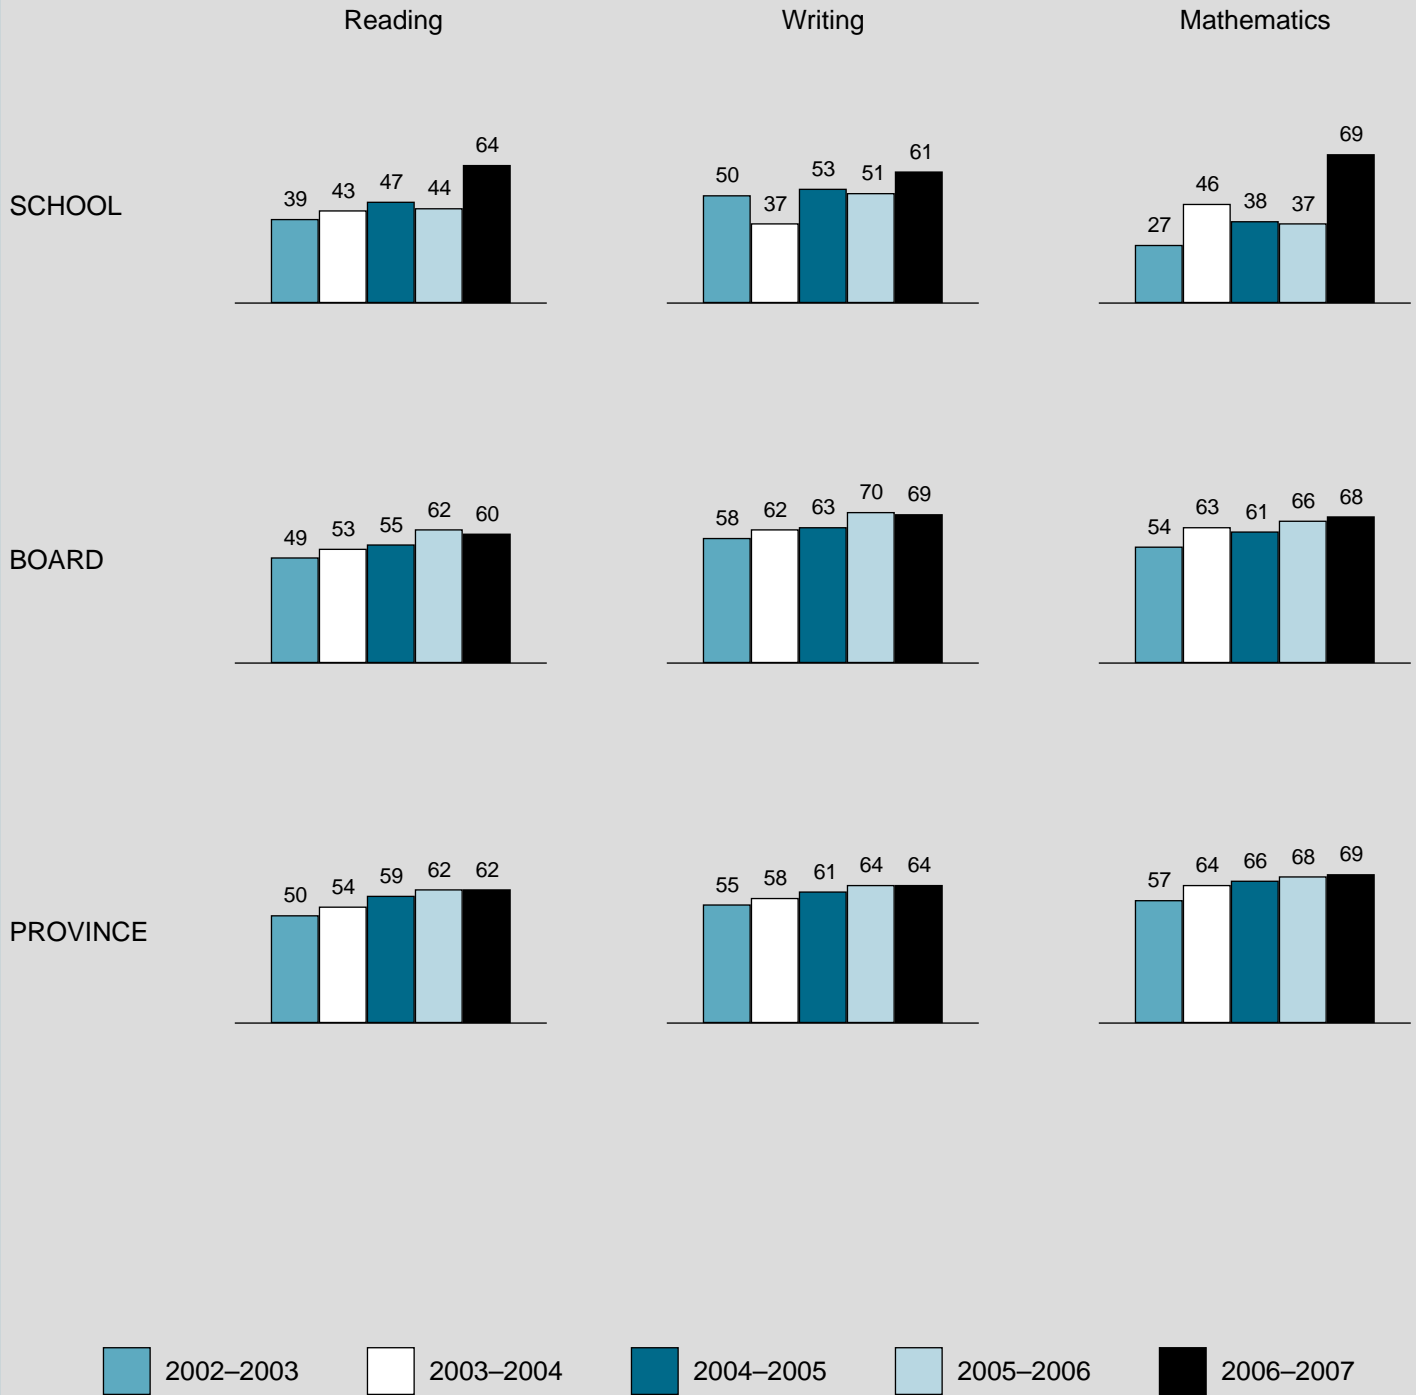 Reading Writing Mathematics
SCHOOL
39 43 47 44 64
50 37 53 51 61
27 46 38 37 69
BOARD
49 53 55 62 60
58 62 63 70 69
54 63 61 66 68
PROVINCE
50 54 59 62 62
55 58 61 64 64
57 64 66 68 69
2002–2003 2003–2004 2004–2005 2005–2006 2006–2007